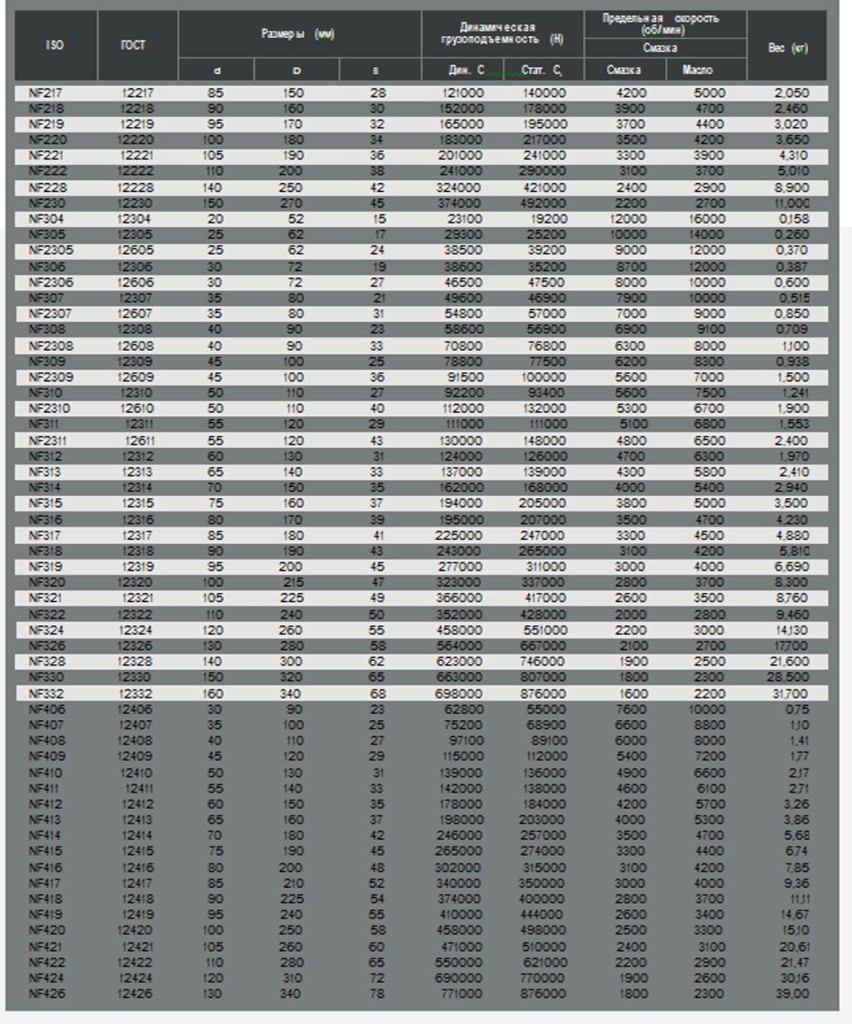 ISO ГОСТ Размеры (мм) Динамическая грузоподъемность (Н) Предельная скорость (об/мин) Вес (кг)
Смазка
d D B Дин. C Стат. C, Смазка Масло
NF217 12217 85 150 28 121000 140000 4200 5000 2,050
NF218 12218 90 160 30 152000 178000 3900 4700 2,460
NF219 12219 95 170 32 165000 195000 3700 4400 3,020
NF220 12220 100 180 34 183000 217000 3500 4200 3,650
NF221 12221 105 190 36 201000 241000 3300 3900 4,310
NF222 12222 110 200 38 241000 290000 3100 3700 5,010
NF228 12228 140 250 42 324000 421000 2400 2900 8,900
NF230 12230 150 270 45 374000 492000 2200 2700 11,000
NF304 12304 20 52 15 23100 19200 12000 16000 0,158
NF305 12305 25 62 17 29300 25200 10000 14000 0,260
NF2305 12605 25 62 24 38500 39200 9000 12000 0,370
NF306 12306 30 72 19 38600 35200 8700 12000 0,387
NF2306 12606 30 72 27 46500 47500 8000 10000 0,600
NF307 12307 35 80 21 49600 46900 7900 10000 0,515
NF2307 12607 35 80 31 54800 57000 7000 9000 0,850
NF308 12308 40 90 23 58600 56900 6900 9100 0,709
NF2308 12608 40 90 33 70800 76800 6300 8000 1,100
NF309 12309 45 100 25 78800 77500 6200 8300 0,938
NF2309 12609 45 100 36 91500 100000 5600 7000 1,500
NF310 12310 50 110 27 92200 93400 5600 7500 1,241
NF2310 12610 50 110 40 112000 132000 5300 6700 1,900
NF311 12311 55 120 29 111000 111000 5100 6800 1,553
NF2311 12611 55 120 43 130000 148000 4800 6500 2,400
NF312 12312 60 130 31 124000 126000 4700 6300 1,970
NF313 12313 65 140 33 137000 139000 4300 5800 2,410
NF314 12314 70 150 35 162000 168000 4000 5400 2,940
NF315 12315 75 160 37 194000 205000 3800 5000 3,500
NF316 12316 80 170 39 195000 207000 3500 4700 4,230
NF317 12317 85 180 41 225000 247000 3300 4500 4,880
NF318 12318 90 190 43 243000 265000 3100 4200 5,810
NF319 12319 95 200 45 277000 311000 3000 4000 6,690
NF320 12320 100 215 47 323000 337000 2800 3700 8,300
NF321 12321 105 225 49 366000 417000 2600 3500 8,760
NF322 12322 110 240 50 352000 428000 2000 2800 9,460
NF324 12324 120 260 55 458000 551000 2200 3000 14,130
NF326 12326 130 280 58 564000 667000 2100 2700 17,700
NF328 12328 140 300 62 623000 746000 1900 2500 21,600
NF330 12330 150 320 65 663000 807000 1800 2300 28,500
NF332 12332 160 340 68 698000 876000 1600 2200 31,700
NF406 12406 30 90 23 62800 55000 7600 10000 0,75
NF407 12407 35 100 25 75200 68900 6600 8800 1,10
NF408 12408 40 110 27 97100 89100 6000 8000 1,41
NF409 12409 45 120 29 115000 112000 5400 7200 1,77
NF410 12410 50 130 31 139000 136000 4900 6600 2,17
NF411 12411 55 140 33 142000 138000 4600 6100 2,71
NF412 12412 60 150 35 178000 184000 4200 5700 3,26
NF413 12413 65 160 37 198000 203000 4000 5300 3,86
NF414 12414 70 180 42 246000 257000 3500 4700 5,68
NF415 12415 75 190 45 265000 274000 3300 4400 6,74
NF416 12416 80 200 48 302000 315000 3100 4200 7,85
NF417 12417 85 210 52 340000 350000 3000 4000 9,36
NF418 12418 90 225 54 374000 400000 2800 3700 11,11
NF419 12419 95 240 55 410000 444000 2600 3400 14,67
NF420 12420 100 250 58 458000 498000 2500 3300 15,10
NF421 12421 105 260 60 471000 510000 2400 3100 20,61
NF422 12422 110 280 65 550000 621000 2200 2900 21,47
NF424 12424 120 310 72 690000 770000 1900 2600 30,16
NF426 12426 130 340 78 771000 876000 1800 2300 39,00